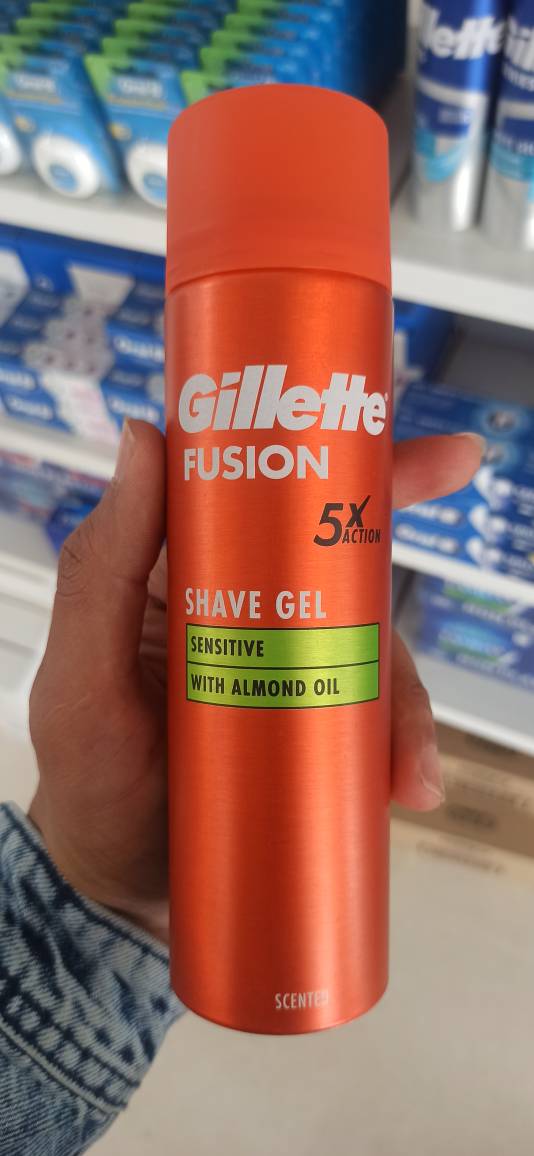 Gillette
FUSION
5X
ACTION
SHAVE GEL
SENSITIVE
WITH ALMOND OIL
SCENTED